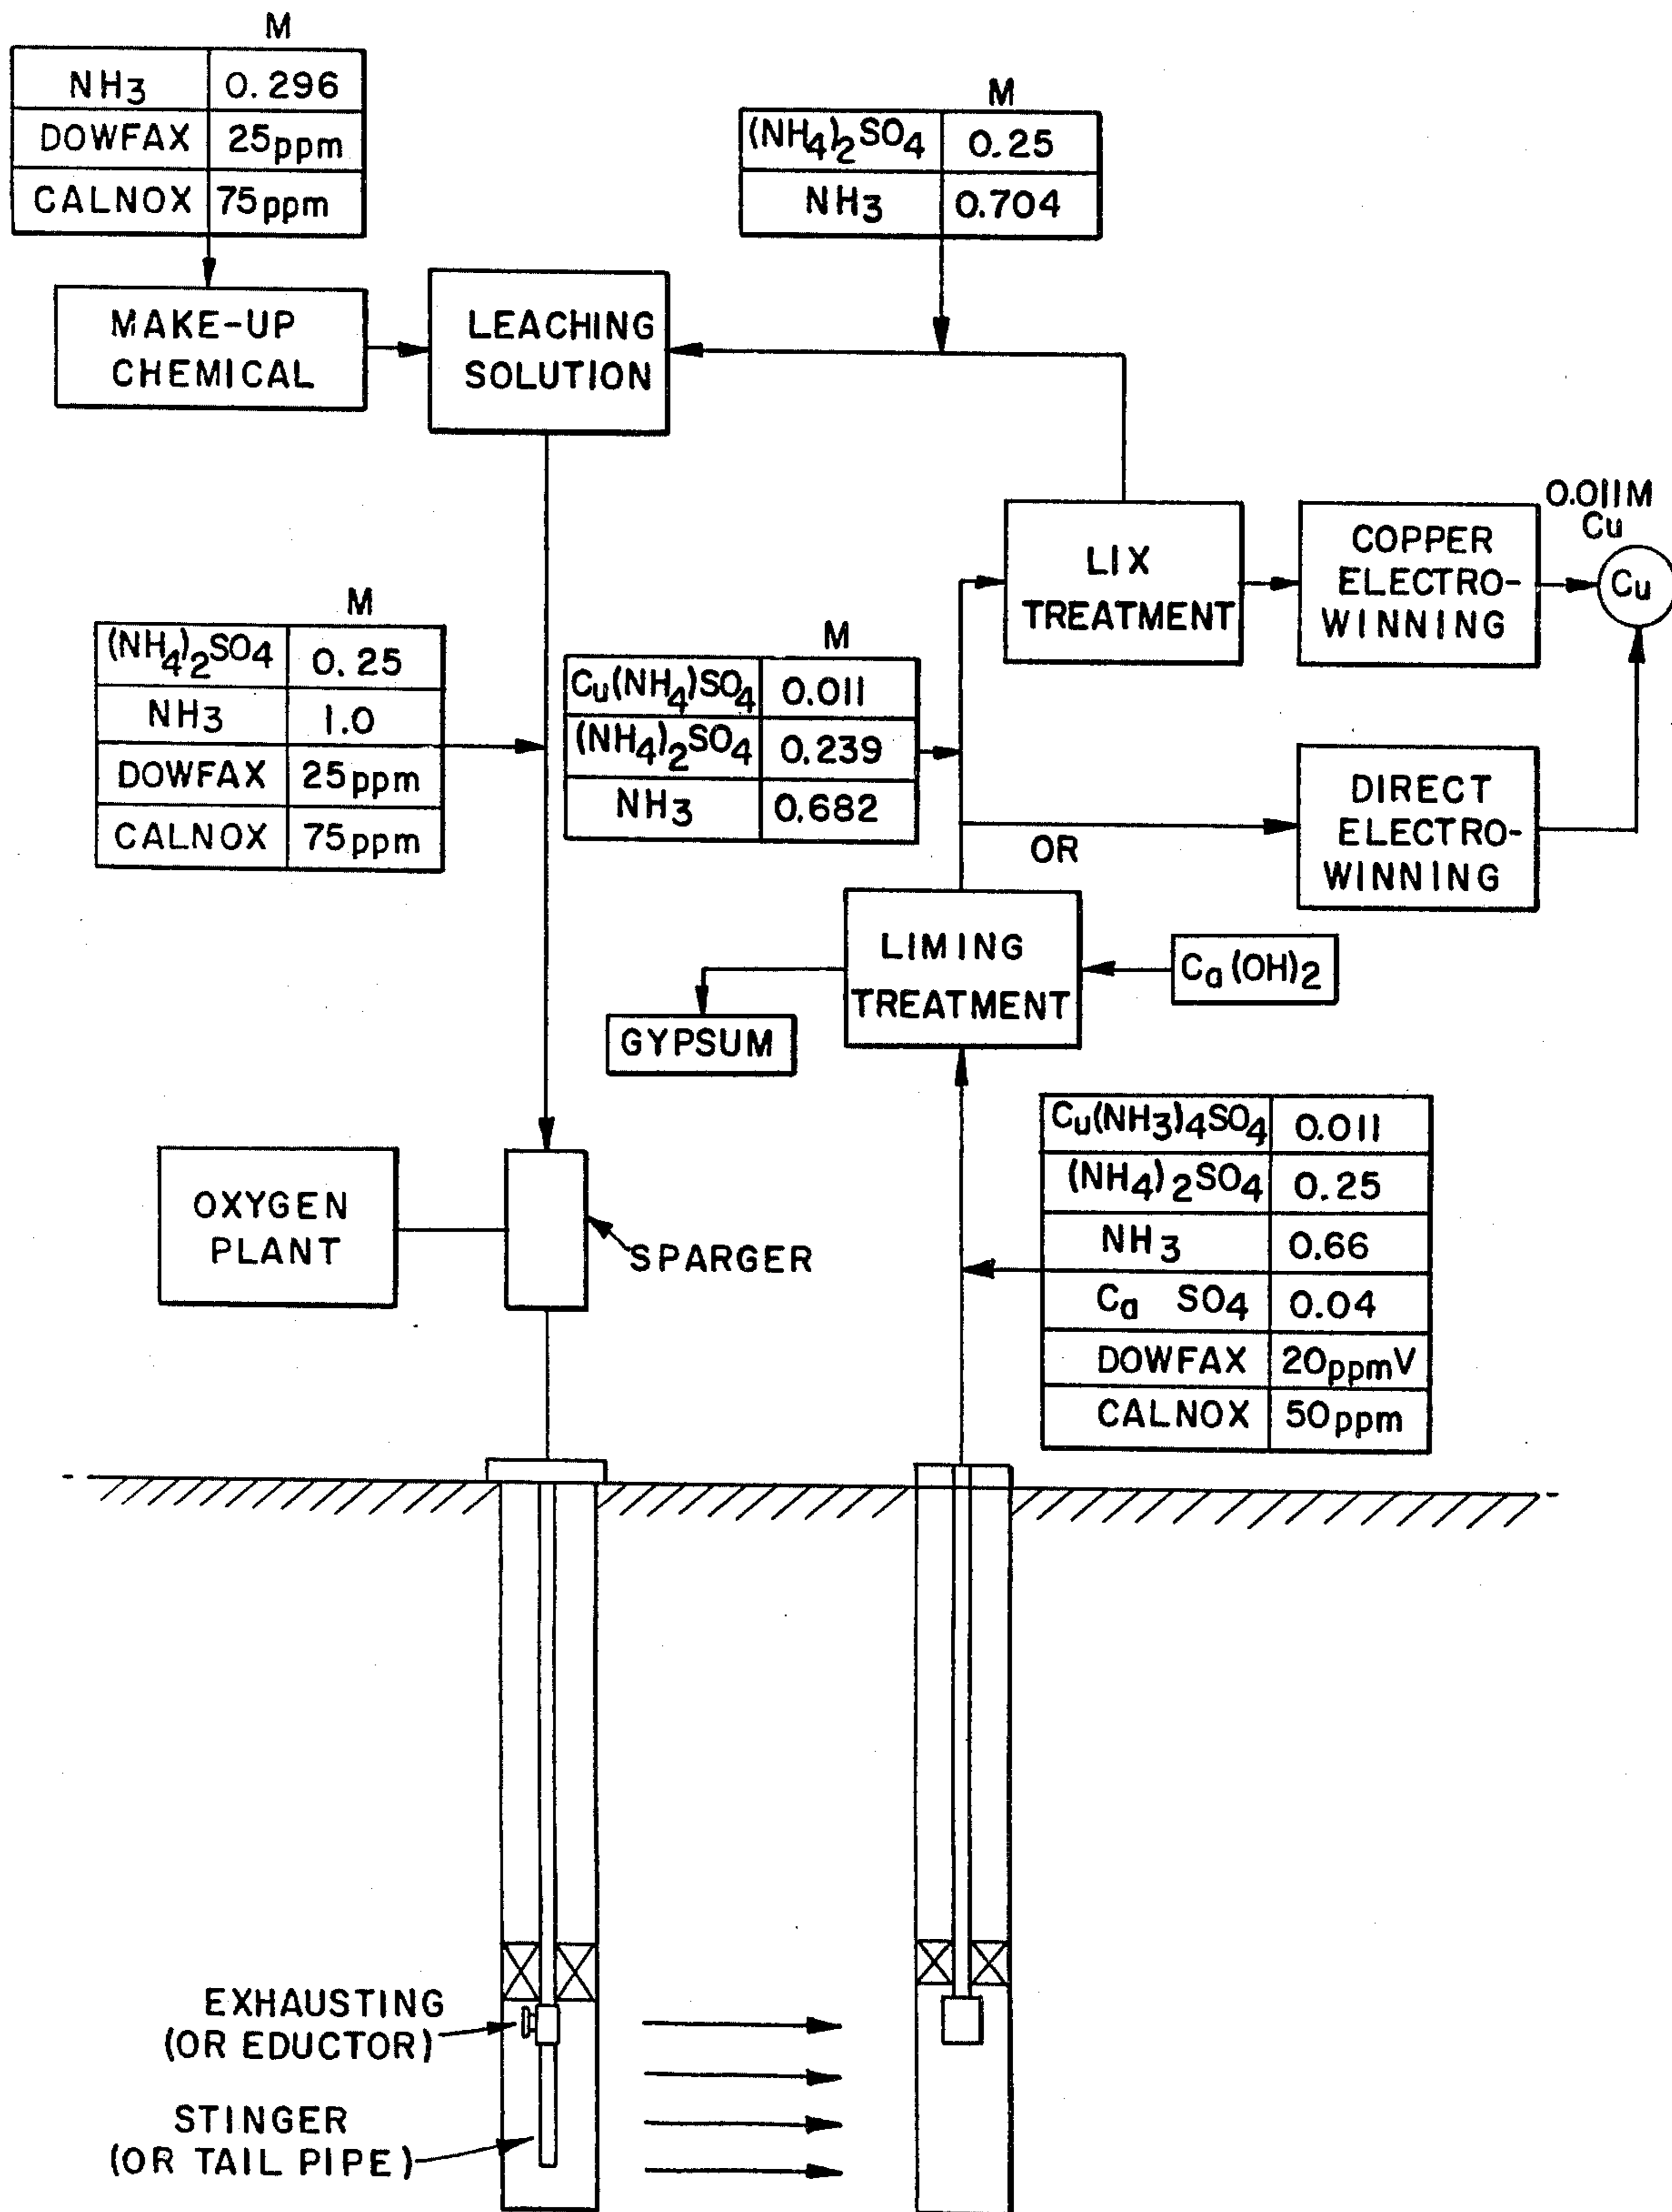 M
NH3 0.296
DOWFAX 25ppm
CALNOX 75ppm
M
(NH4)2SO4 0.25
NH3 0.704
MAKE-UP
CHEMICAL
LEACHING
SOLUTION
LIX
TREATMENT
COPPER
ELECTRO-
WINNING
0.011M
Cu
Cu
M
(NH4)2SO4 0.25
NH3 1.0
DOWFAX 25ppm
CALNOX 75ppm
M
Cu(NH4)SO4 0.011
(NH4)2SO4 0.239
NH3 0.682
OR
DIRECT
ELECTRO-
WINNING
LIMING
TREATMENT
Ca(OH)2
GYPSUM
OXYGEN
PLANT
SPARGER
Cu(NH3)4SO4 0.011
(NH4)2SO4 0.25
NH3 0.66
Ca SO4 0.04
DOWFAX 20ppmV
CALNOX 50ppm
EXHAUSTING
(OR EDUCTOR)
STINGER
(OR TAIL PIPE)